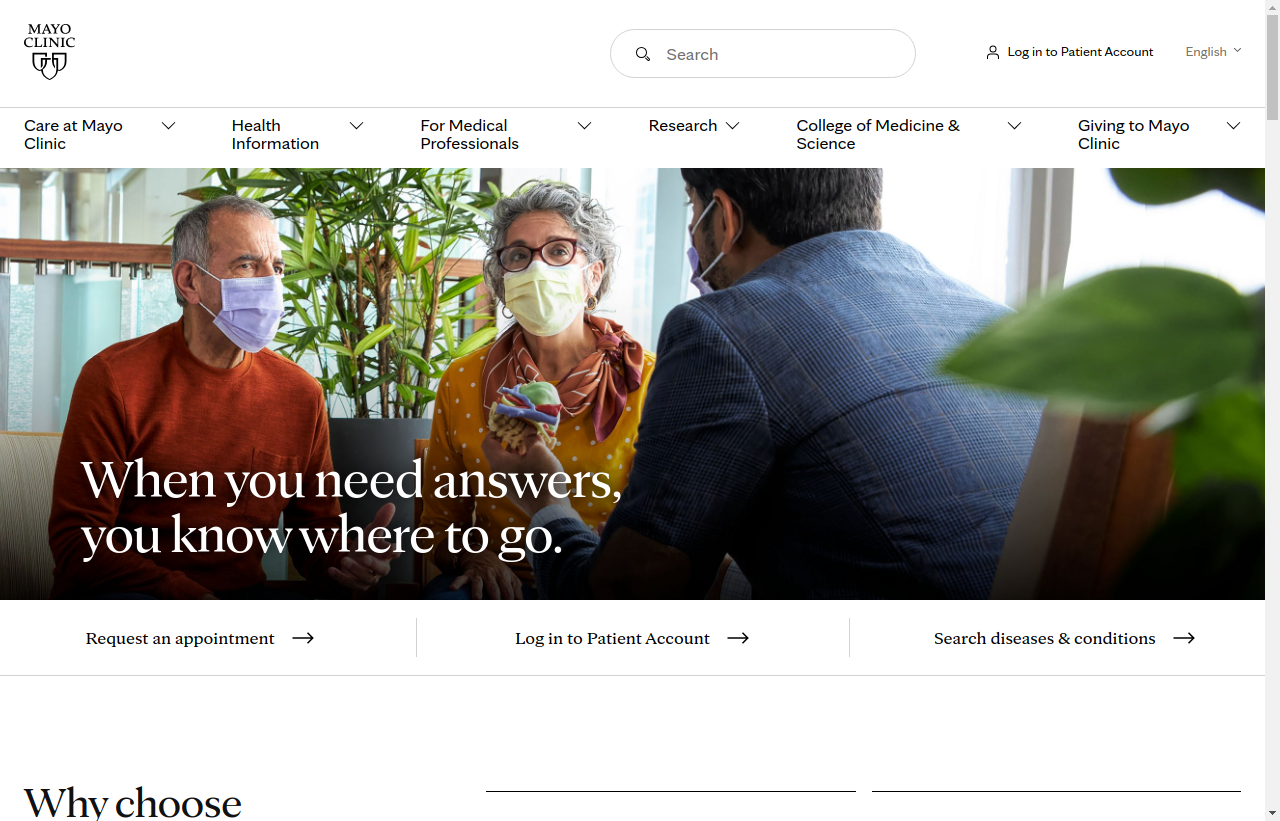 MAYO
CLINIC
Search
Log in to Patient Account
English
Care at Mayo
Clinic
Health
Information
For Medical
Professionals
Research
College of Medicine &
Science
Giving to Mayo
Clinic
When you need answers,
you know where to go.
Request an appointment
Log in to Patient Account
Search diseases & conditions
Why choose